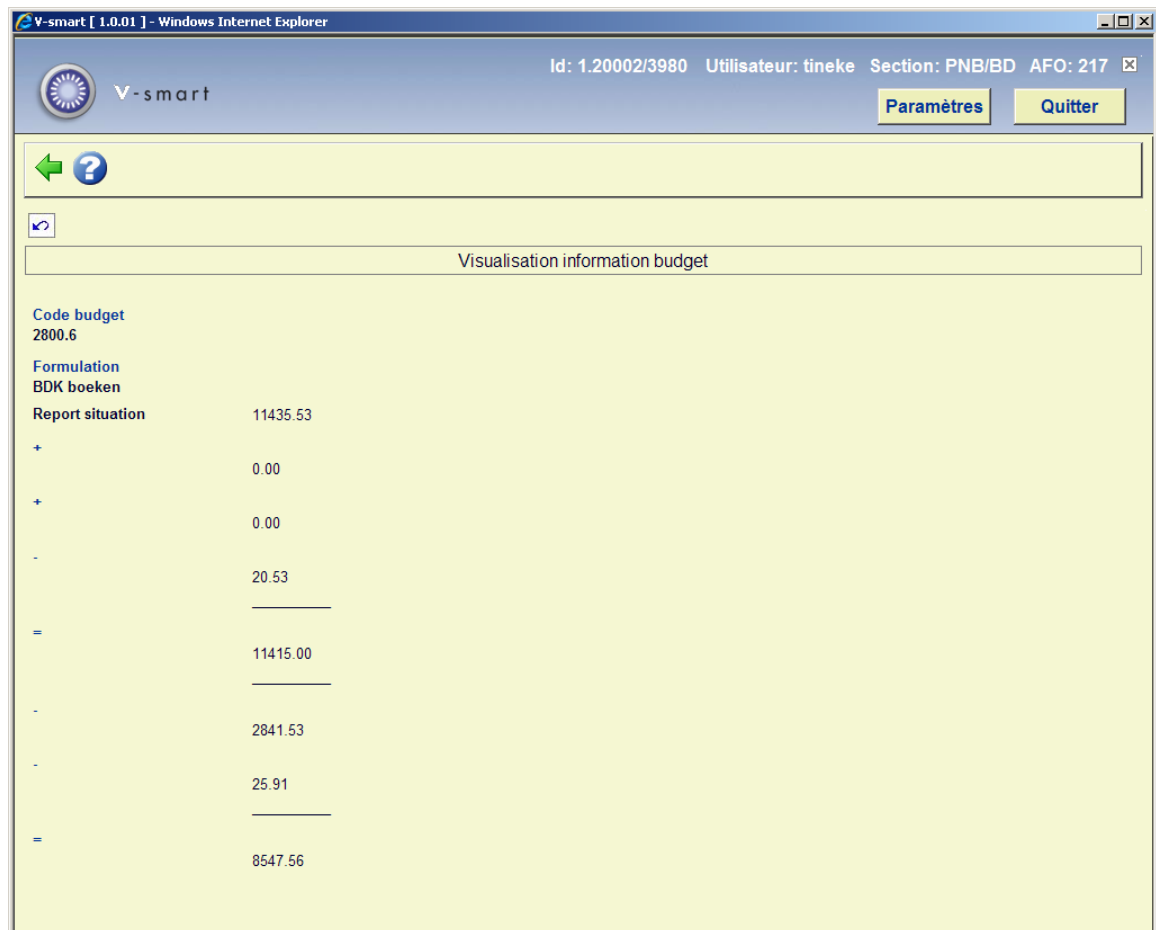 V-smart [ 1.0.01 ] - Windows Internet Explorer
Id: 1.20002/3980 Utilisateur: tineke Section: PNB/BD AFO: 217
V-smart
Paramètres Quitter
?
Visualisation information budget
Code budget
2800.6
Formulation
BDK boeken
Report situation 11435.53
+
0.00
+
0.00
-
20.53
=
11415.00
-
2841.53
-
25.91
=
8547.56